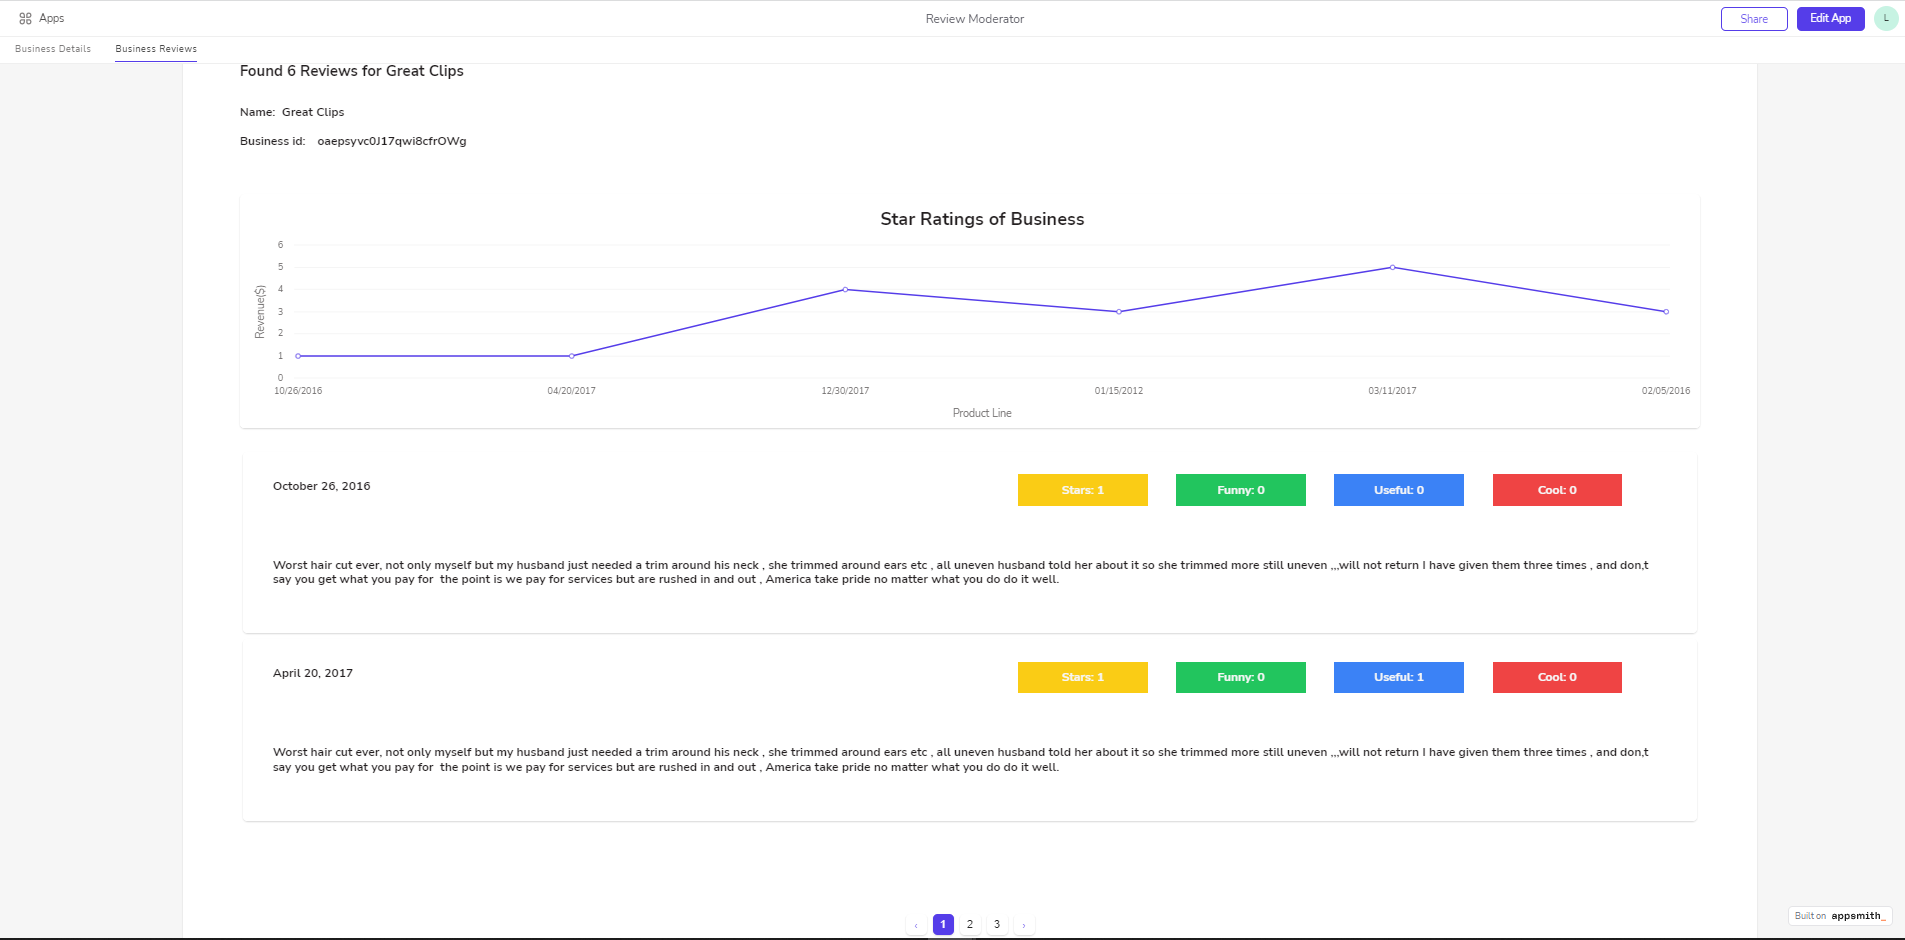 Apps
Review Moderator
Share
Edit App
L
Business Details
Business Reviews
Found 6 Reviews for Great Clips
Name: Great Clips
Business id: oaepsyvc0J17qwi8cfrOWg
Star Ratings of Business
6
5
4
3
2
1
0
Revenue($)
10/26/2016
04/20/2017
12/30/2017
01/15/2012
03/11/2017
02/05/2016
Product Line
October 26, 2016
Stars: 1
Funny: 0
Useful: 0
Cool: 0
Worst hair cut ever, not only myself but my husband just needed a trim around his neck , she trimmed around ears etc , all uneven husband told her about it so she trimmed more still uneven ,,,will not return I have given them three times , and don,t
say you get what you pay for  the point is we pay for services but are rushed in and out , America take pride no matter what you do do it well.
April 20, 2017
Stars: 1
Funny: 0
Useful: 1
Cool: 0
Worst hair cut ever, not only myself but my husband just needed a trim around his neck , she trimmed around ears etc , all uneven husband told her about it so she trimmed more still uneven ,,,will not return I have given them three times , and don,t
say you get what you pay for  the point is we pay for services but are rushed in and out , America take pride no matter what you do do it well.
‹ 1 2 3 ›
Built on appsmith_